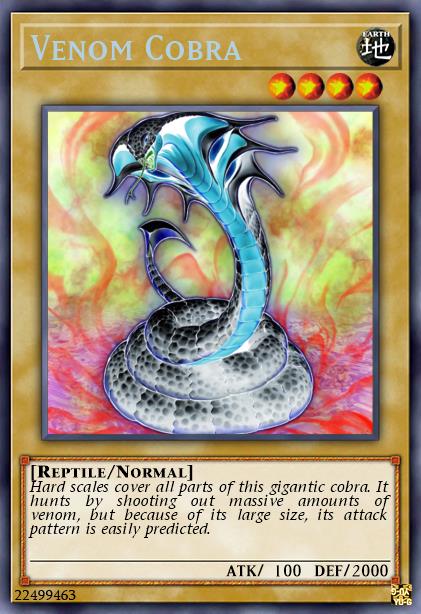 VENOM COBRA
EARTH
地
[REPTILE/NORMAL]
Hard scales cover all parts of this gigantic cobra. It
hunts by shooting out massive amounts of
venom, but because of its large size, its attack
pattern is easily predicted.
ATK/ 100 DEF/2000
22499463